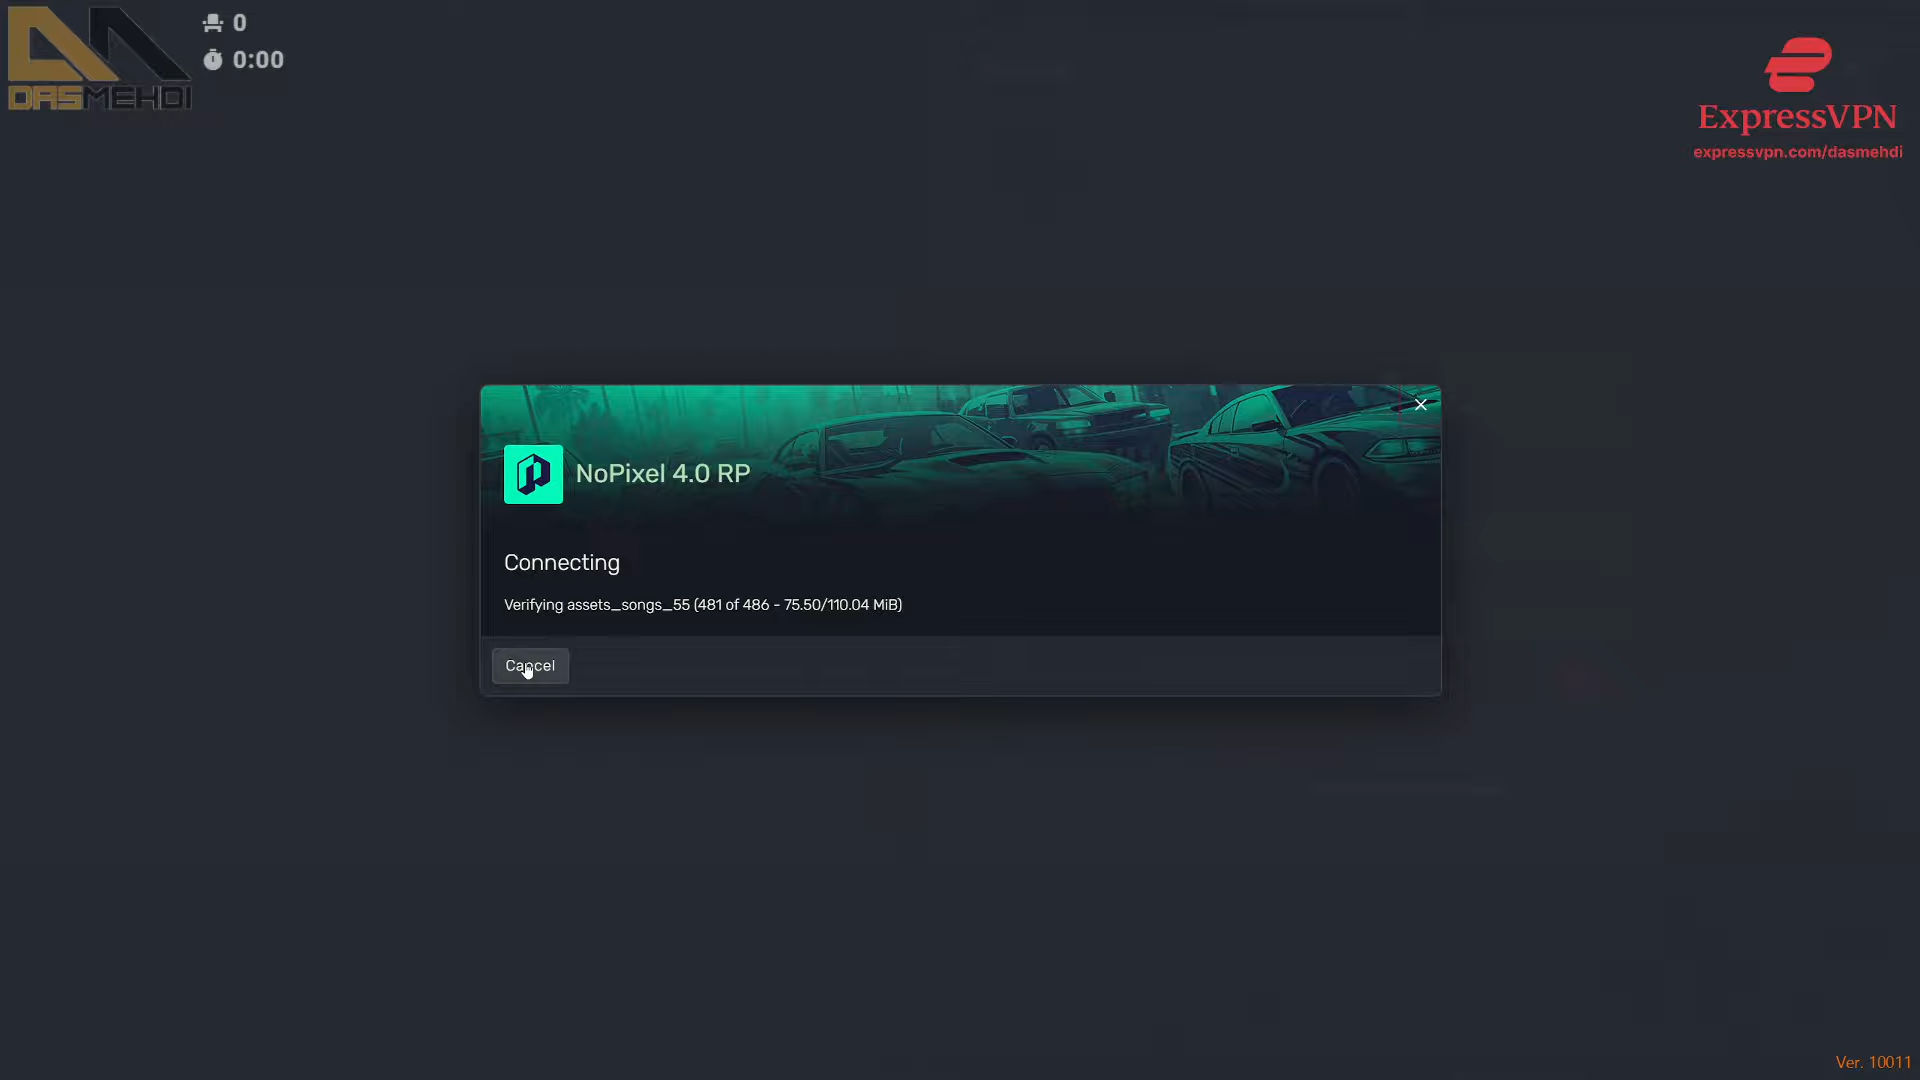 DASMEHDI
0
0:00
ExpressVPN
expressvpn.com/dasmehdi
NoPixel 4.0 RP
Connecting
Verifying assets_songs_55 (481 of 486 - 75.50/110.04 MiB)
Cancel
Ver. 10011